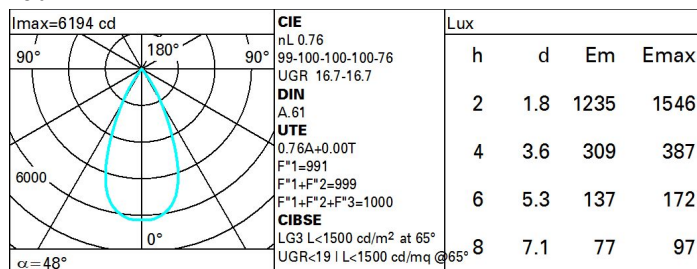 Imax=6194 cd
90° 180° 90°
6000
0°
α=48°
CIE
nL 0.76
99-100-100-100-76
UGR 16.7-16.7
DIN
A.61
UTE
0.76A+0.00T
F"1=991
F"1+F"2=999
F"1+F"2+F"3=1000
CIBSE
LG3 L<1500 cd/m² at 65°
UGR<19 | L<1500 cd/mq @65°
Lux
h d Em Emax
2 1.8 1235 1546
4 3.6 309 387
6 5.3 137 172
8 7.1 77 97